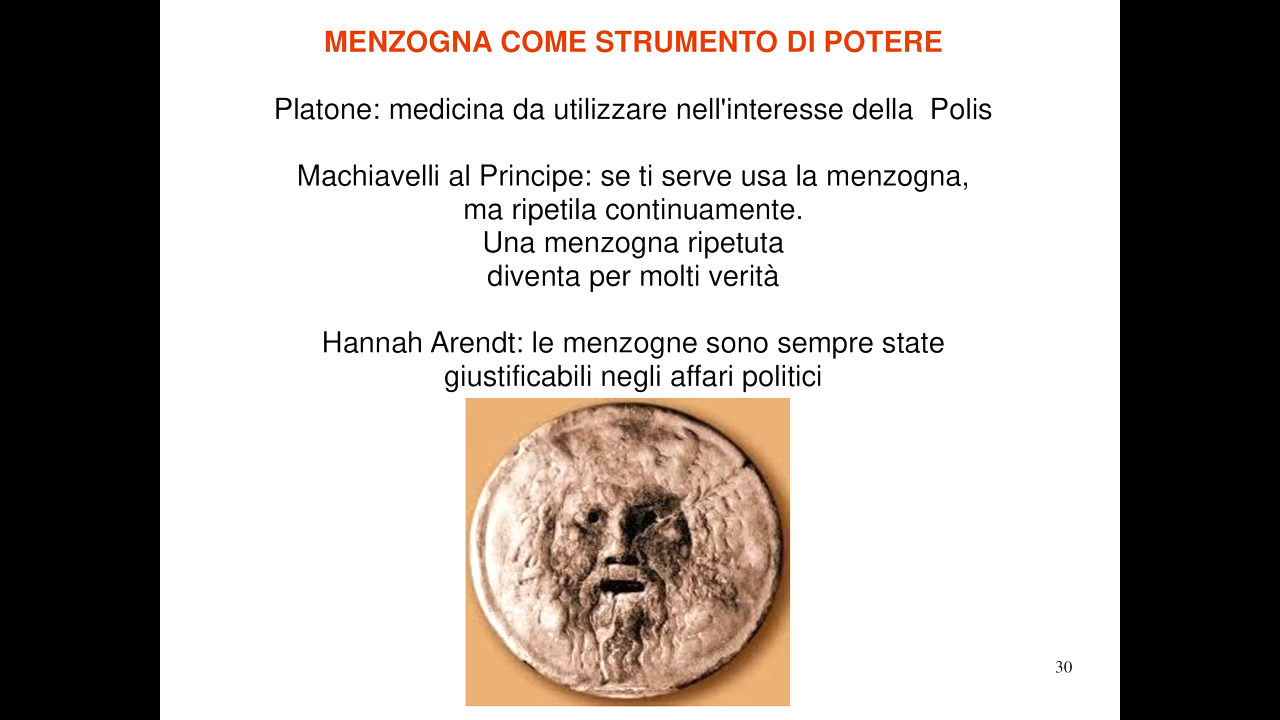 MENZOGNA COME STRUMENTO DI POTERE
Platone: medicina da utilizzare nell'interesse della  Polis
Machiavelli al Principe: se ti serve usa la menzogna,
ma ripetila continuamente.
Una menzogna ripetuta
diventa per molti verità
Hannah Arendt: le menzogne sono sempre state
giustificabili negli affari politici
30